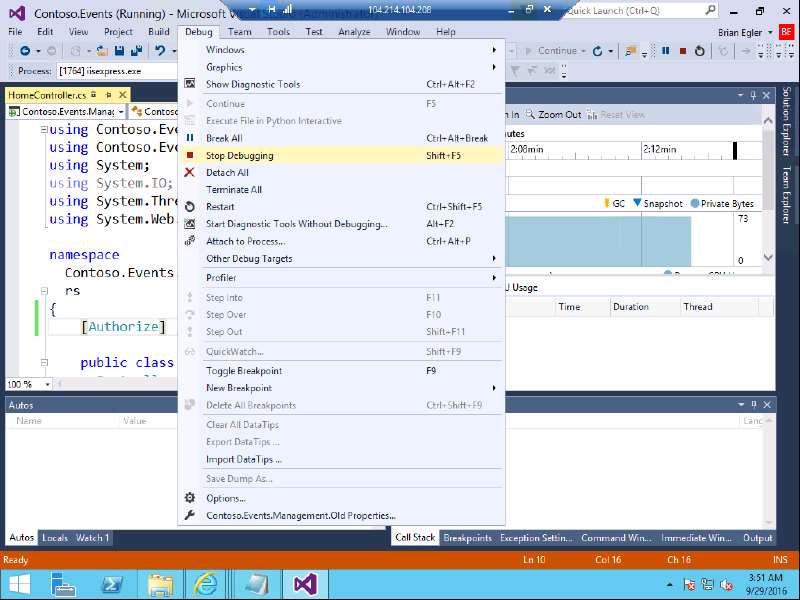 Contoso.Events (Running) - Microsoft Visual Studio (Administrator)
104.214.104.208
Quick Launch (Ctrl+Q)
File Edit View Project Build Debug Team Tools Test Analyze Window Help
Brian Egler BE
Continue
Process: [1764] iisexpress.exe
HomeController.cs
Contoso.Events.Manag
Contos
using Contoso.Eve
using Contoso.Eve
using System;
using System.IO;
using System.Thre
using System.Web.
namespace
Contoso.Events
rs
{
[Authorize]
public class
100 %
Windows
Graphics
Show Diagnostic Tools Ctrl+Alt+F2
Continue F5
Execute File in Python Interactive
Break All Ctrl+Alt+Break
Stop Debugging Shift+F5
Detach All
Terminate All
Restart Ctrl+Shift+F5
Start Diagnostic Tools Without Debugging... Alt+F2
Attach to Process... Ctrl+Alt+P
Other Debug Targets
Profiler
Step Into F11
Step Over F10
Step Out Shift+F11
QuickWatch... Shift+F9
Toggle Breakpoint F9
New Breakpoint
Delete All Breakpoints Ctrl+Shift+F9
Clear All DataTips
Export DataTips ...
Import DataTips ...
Save Dump As...
Options...
Contoso.Events.Management.Old Properties...
m In Zoom Out Reset View
utes
2:08min 2:12min
GC Snapshot Private Bytes
73
0
U Usage
Time Duration Thread
Solution Explorer
Team Explorer
Autos
Name Value
Lang
Autos Locals Watch 1
Call Stack Breakpoints Exception Settin... Command Win... Immediate Win... Output
Ready Ln 10 Col 16 Ch 16 INS
3:51 AM
9/29/2016